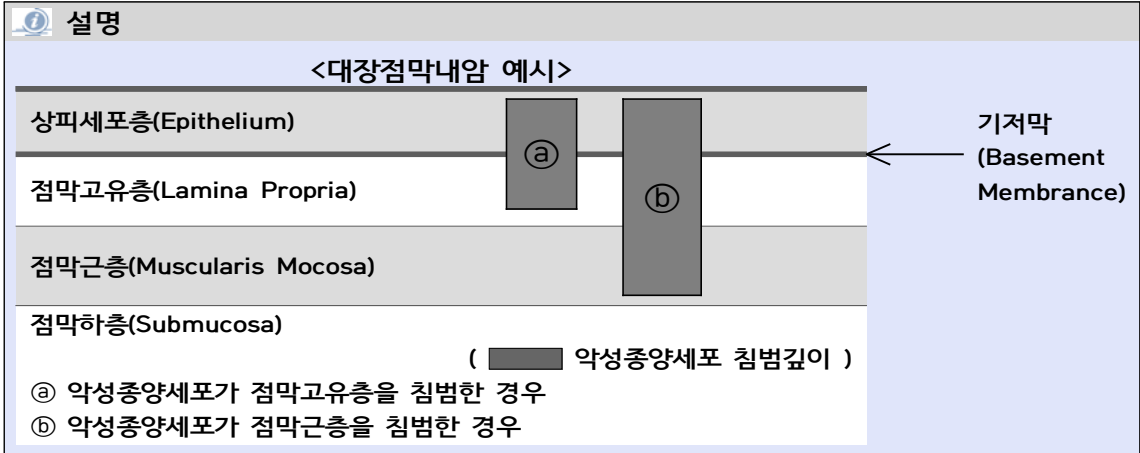 설명
<대장점막내암 예시>
상피세포층(Epithelium)
기저막
(Basement
Membrance)
ⓐ
점막고유층(Lamina Propria)
ⓑ
점막근층(Muscularis Mocosa)
점막하층(Submucosa)
( 악성종양세포 침범깊이 )
ⓐ 악성종양세포가 점막고유층을 침범한 경우
ⓑ 악성종양세포가 점막근층을 침범한 경우